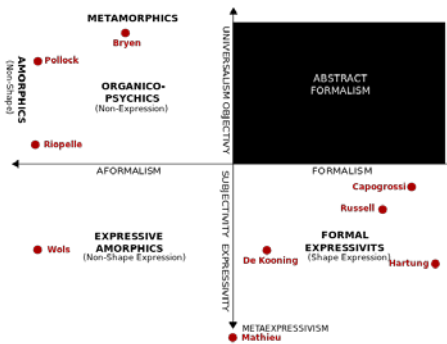 METAMORPHICS
Bryen
Pollock
AMORPHICS
(Non-Shape)
ORGANICO-
PSYCHICS
(Non-Expression)
Riopelle
UNIVERSALISM OBJECTIVY
ABSTRACT
FORMALISM
AFORMALISM
FORMALISM
SUBJECTIVITY EXPRESSIVITY
Capogrossi
Russell
EXPRESSIVE
AMORPHICS
(Non-Shape Expression)
Wols
FORMAL
EXPRESSIVITS
(Shape Expression)
De Kooning
Hartung
METAEXPRESSIVISM
Mathieu